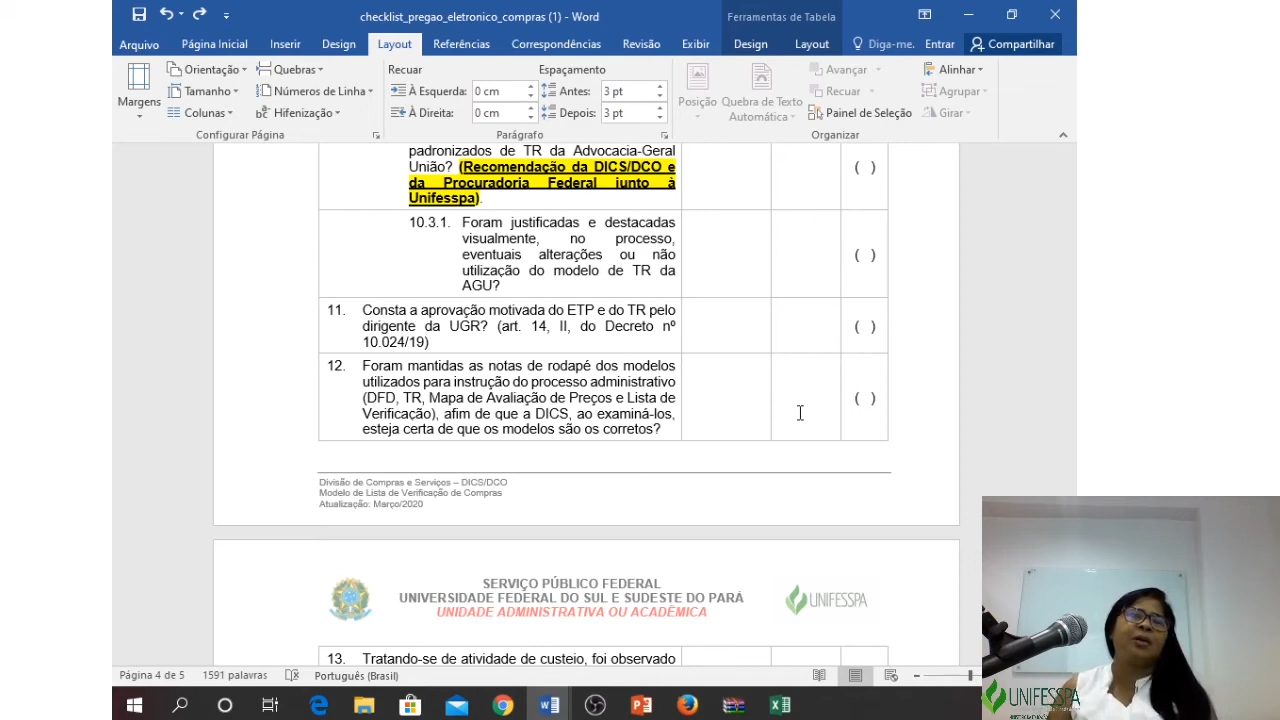 checklist_pregao_eletronico_compras (1) - Word
Ferramentas de Tabela
Arquivo Página Inicial Inserir Design Layout Referências Correspondências Revisão Exibir Design Layout Diga-me. Entrar Compartilhar
Orientação Quebras Recuar Espaçamento Avançar Alinhar
Margens Tamanho Números de Linha À Esquerda: 0 cm Antes: 3 pt Posição Quebra de Texto Automática Recuar Agrupar
Colunas Hifenização À Direita: 0 cm Depois: 3 pt Painel de Seleção Girar
Configurar Página Parágrafo Organizar
padronizados de TR da Advocacia-Geral
União? (Recomendação da DICS/DCO e ( )
da Procuradoria Federal junto à
Unifesspa).
10.3.1. Foram justificadas e destacadas
visualmente, no processo,
eventuais alterações ou não ( )
utilização do modelo de TR da
AGU?
11. Consta a aprovação motivada do ETP e do TR pelo
dirigente da UGR? (art. 14, II, do Decreto nº ( )
10.024/19)
12. Foram mantidas as notas de rodapé dos modelos
utilizados para instrução do processo administrativo
(DFD, TR, Mapa de Avaliação de Preços e Lista de ( )
Verificação), afim de que a DICS, ao examiná-los,
esteja certa de que os modelos são os corretos?
Divisão de Compras e Serviços – DICS/DCO
Modelo de Lista de Verificação de Compras
Atualização: Março/2020
SERVIÇO PÚBLICO FEDERAL
UNIVERSIDADE FEDERAL DO SUL E SUDESTE DO PARÁ
UNIDADE ADMINISTRATIVA OU ACADÊMICA
UNIFESSPA
13. Tratando-se de atividade de custeio, foi observado
Página 4 de 5 1591 palavras Português (Brasil)
UNIFESSPA